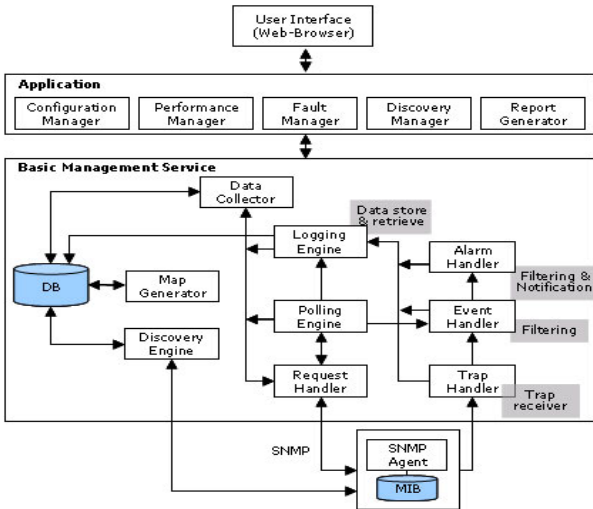 User Interface
(Web-Browser)
Application
Configuration
Manager
Performance
Manager
Fault
Manager
Discovery
Manager
Report
Generator
Basic Management Service
Data
Collector
Data store
& retrieve
Logging
Engine
Alarm
Handler
DB
Map
Generator
Filtering &
Notification
Polling
Engine
Event
Handler
Filtering
Discovery
Engine
Request
Handler
Trap
Handler
Trap
receiver
SNMP
SNMP
Agent
MIB